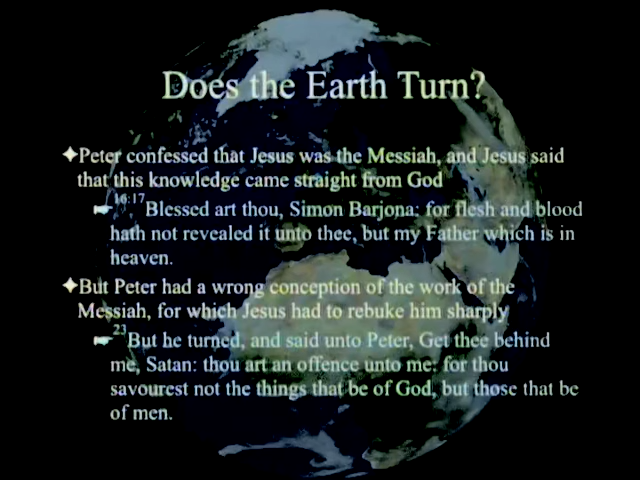 Does the Earth Turn?
Peter confessed that Jesus was the Messiah, and Jesus said
that this knowledge came straight from God
16:17Blessed art thou, Simon Barjona: for flesh and blood
hath not revealed it unto thee, but my Father which is in
heaven.
But Peter had a wrong conception of the work of the
Messiah, for which Jesus had to rebuke him sharply
23But he turned, and said unto Peter, Get thee behind
me, Satan: thou art an offence unto me: for thou
savourest not the things that be of God, but those that be
of men.